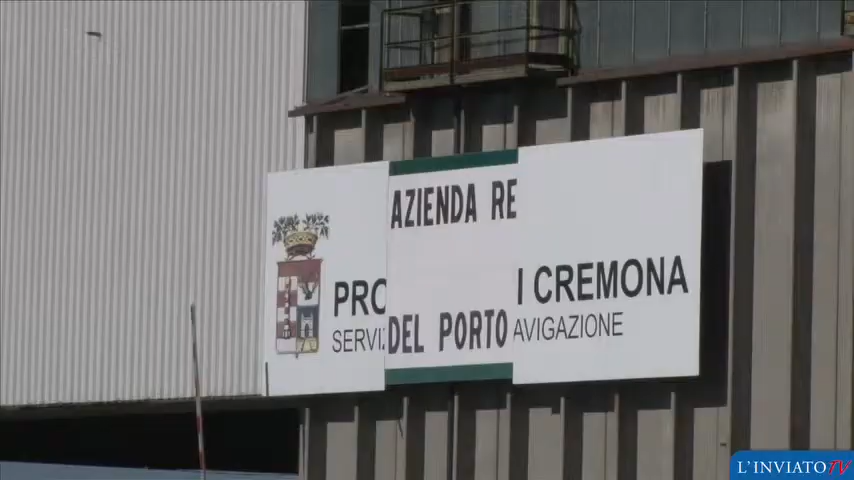 AZIENDA RE
PRO
I CREMONA
SERVI
DEL PORTO
AVIGAZIONE
L'INVIATO TV